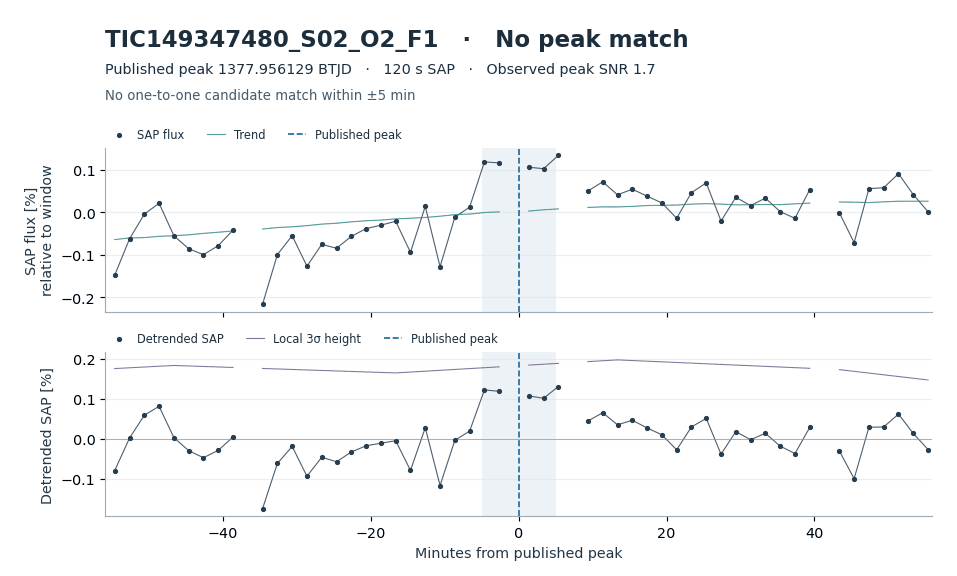 TIC149347480_S02_O2_F1 · No peak match
Published peak 1377.956129 BTJD · 120 s SAP · Observed peak SNR 1.7
No one-to-one candidate match within ±5 min
SAP flux Trend Published peak
SAP flux [%]
relative to window
0.1
0.0
−0.1
−0.2
Detrended SAP Local 3σ height Published peak
Detrended SAP [%]
0.2
0.1
0.0
−0.1
−40 −20 0 20 40
Minutes from published peak